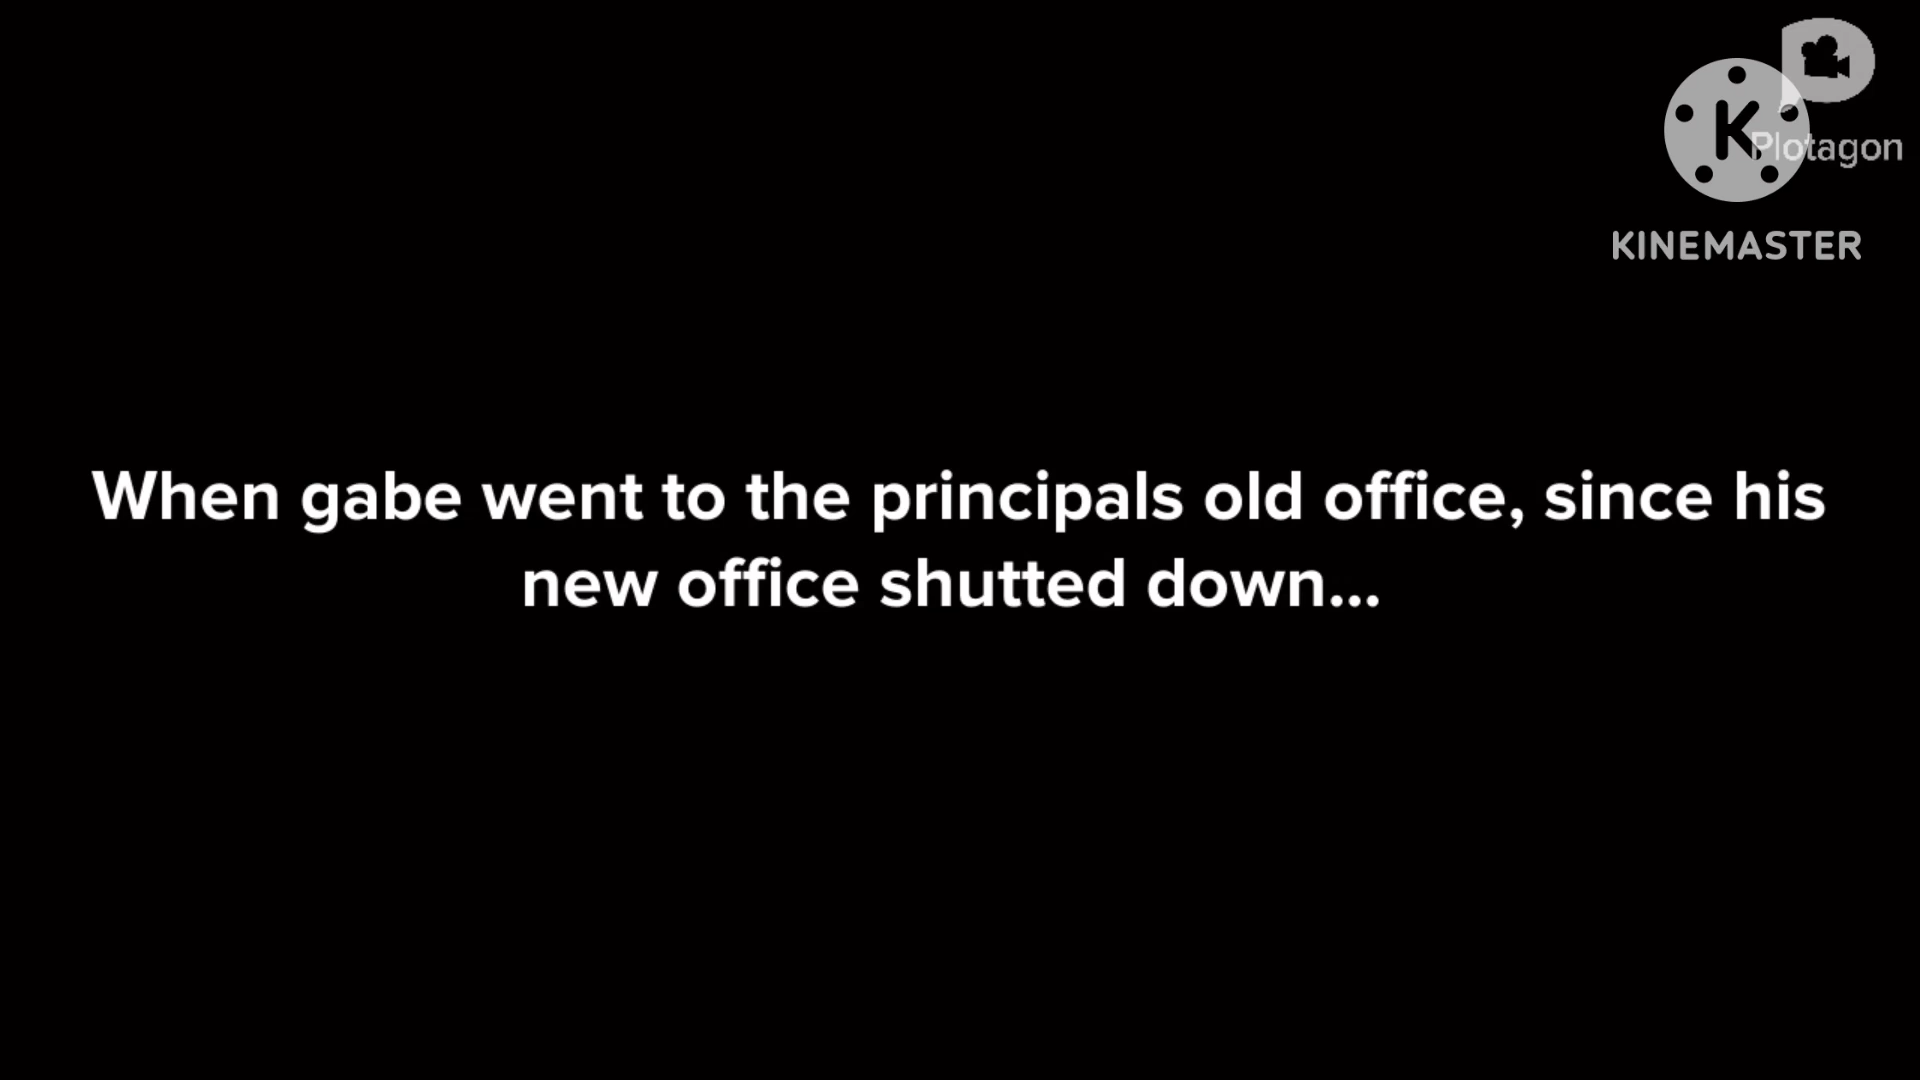 K
Plotagon
KINEMASTER
When gabe went to the principals old office, since his
new office shutted down...